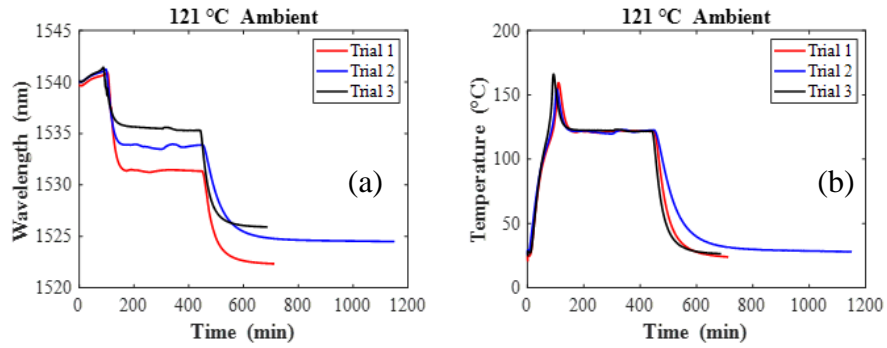 121 °C Ambient
1545
1540
1535
1530
1525
1520
Wavelength (nm)
Trial 1
Trial 2
Trial 3
(a)
0
200
400
600
800
1000
1200
Time (min)
121 °C Ambient
200
150
100
50
0
Temperature (°C)
Trial 1
Trial 2
Trial 3
(b)
0
200
400
600
800
1000
1200
Time (min)